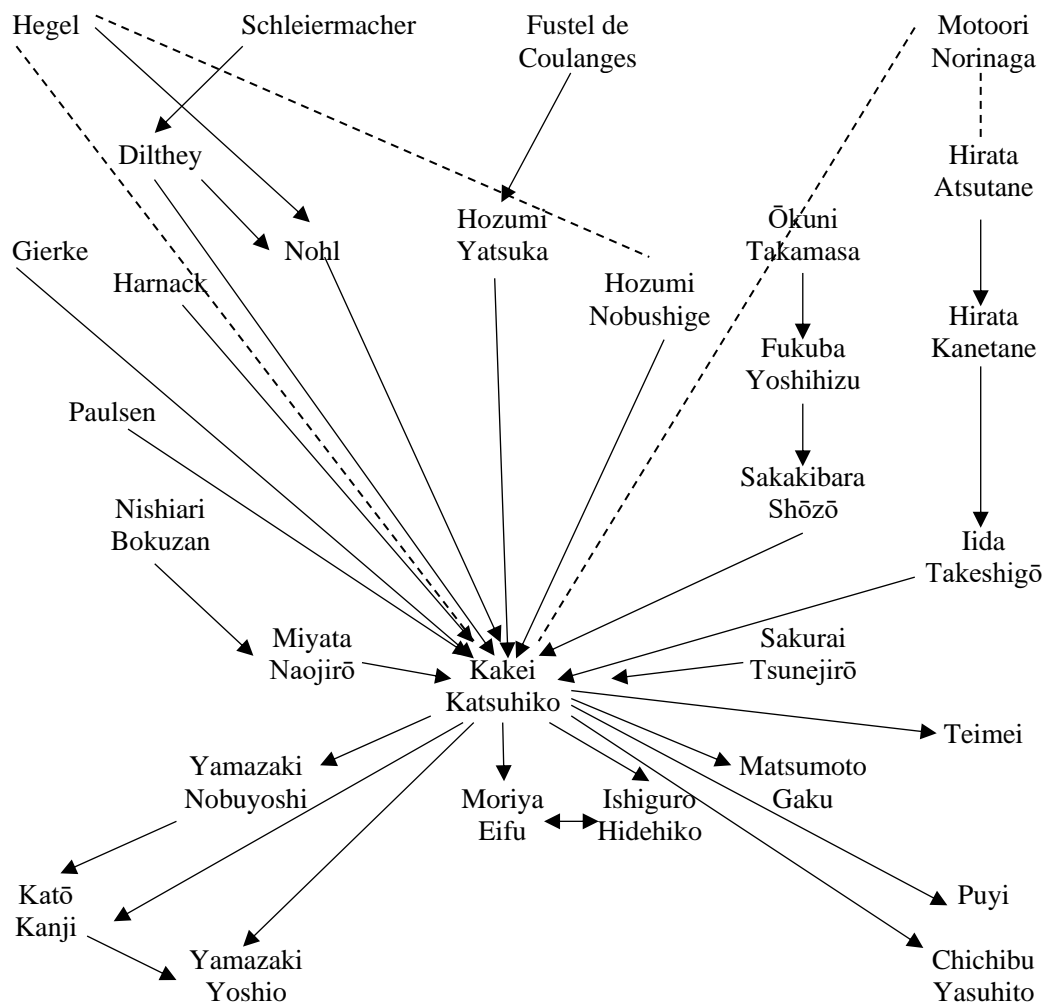 Hegel
Schleiermacher
Fustel de
Coulanges
Motoori
Norinaga
Dilthey
Hirata
Atsutane
Hozumi
Yatsuka
Ōkuni
Takamasa
Gierke
Nohl
Harnack
Hozumi
Nobushige
Hirata
Kanetane
Fukuba
Yoshihizu
Paulsen
Sakakibara
Shōzō
Nishiari
Bokuzan
Iida
Takeshigō
Miyata
Naojirō
Kakei
Katsuhiko
Sakurai
Tsunejirō
Teimei
Yamazaki
Nobuyoshi
Moriya
Eifu
Ishiguro
Hidehiko
Matsumoto
Gaku
Katō
Kanji
Puyi
Yamazaki
Yoshio
Chichibu
Yasuhito